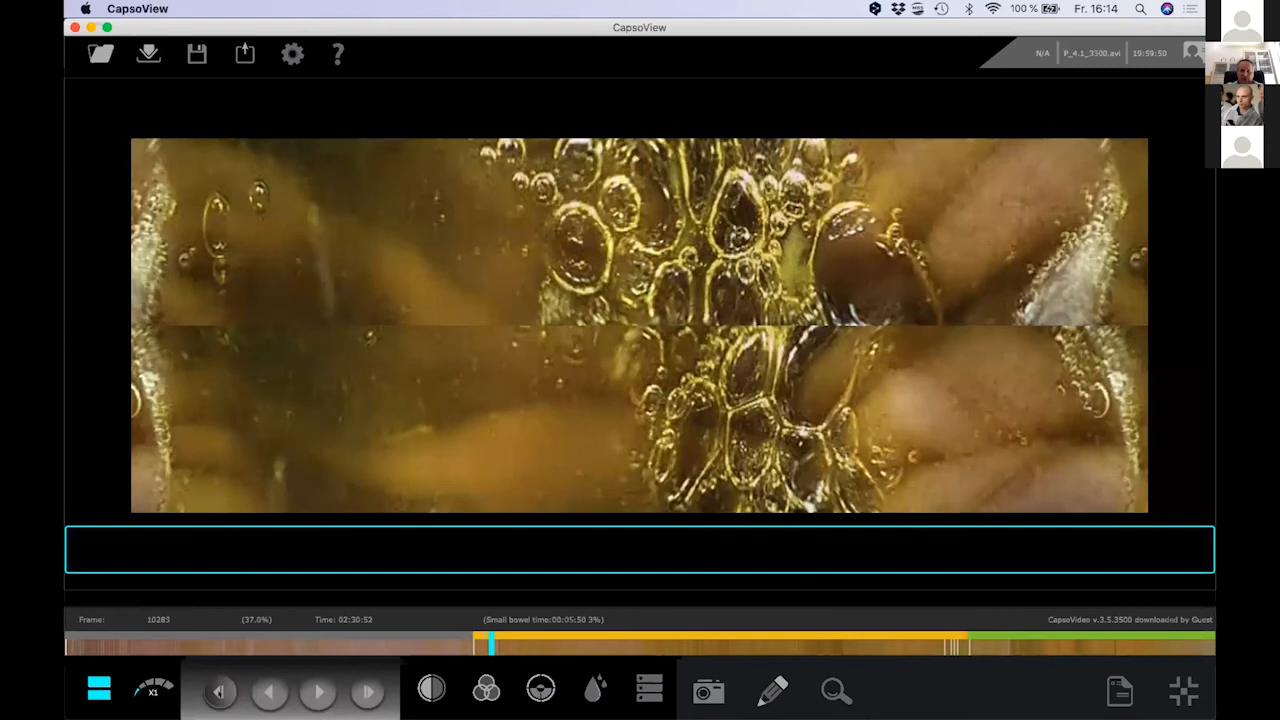 CapsoView
100 %
Fr. 16:14
CapsoView
N/A
P_4.1_3300.avi
19:59:50
Frame: 10283 (37.0%) Time: 02:30:52 (Small bowel time:00:05:50 3%) CapsoVideo v.3.5.3500 downloaded by Guest
X1